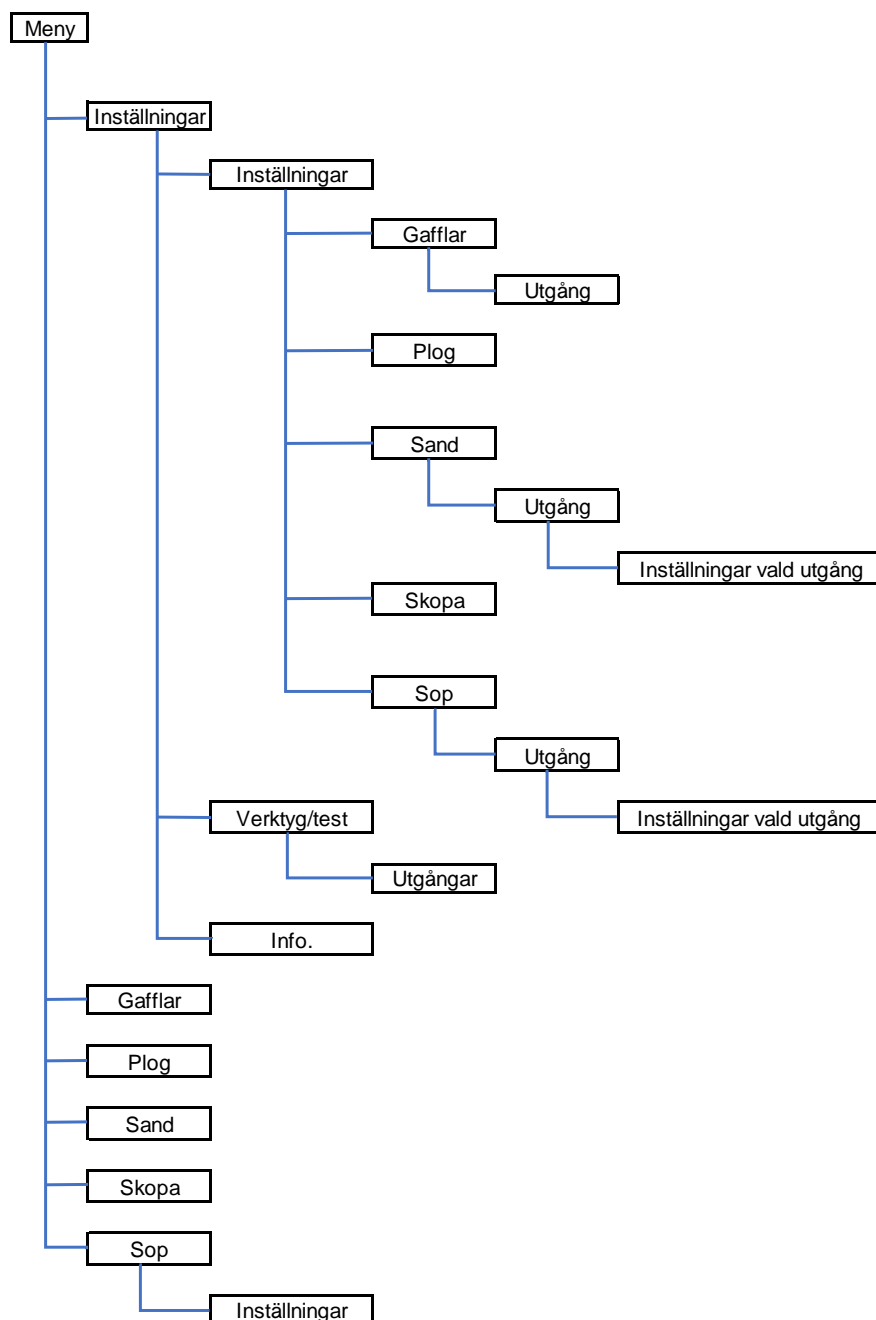 Meny
Inställningar
Inställningar
Gafflar
Utgång
Plog
Sand
Utgång
Inställningar vald utgång
Skopa
Sop
Utgång
Inställningar vald utgång
Verktyg/test
Utgångar
Info.
Gafflar
Plog
Sand
Skopa
Sop
Inställningar